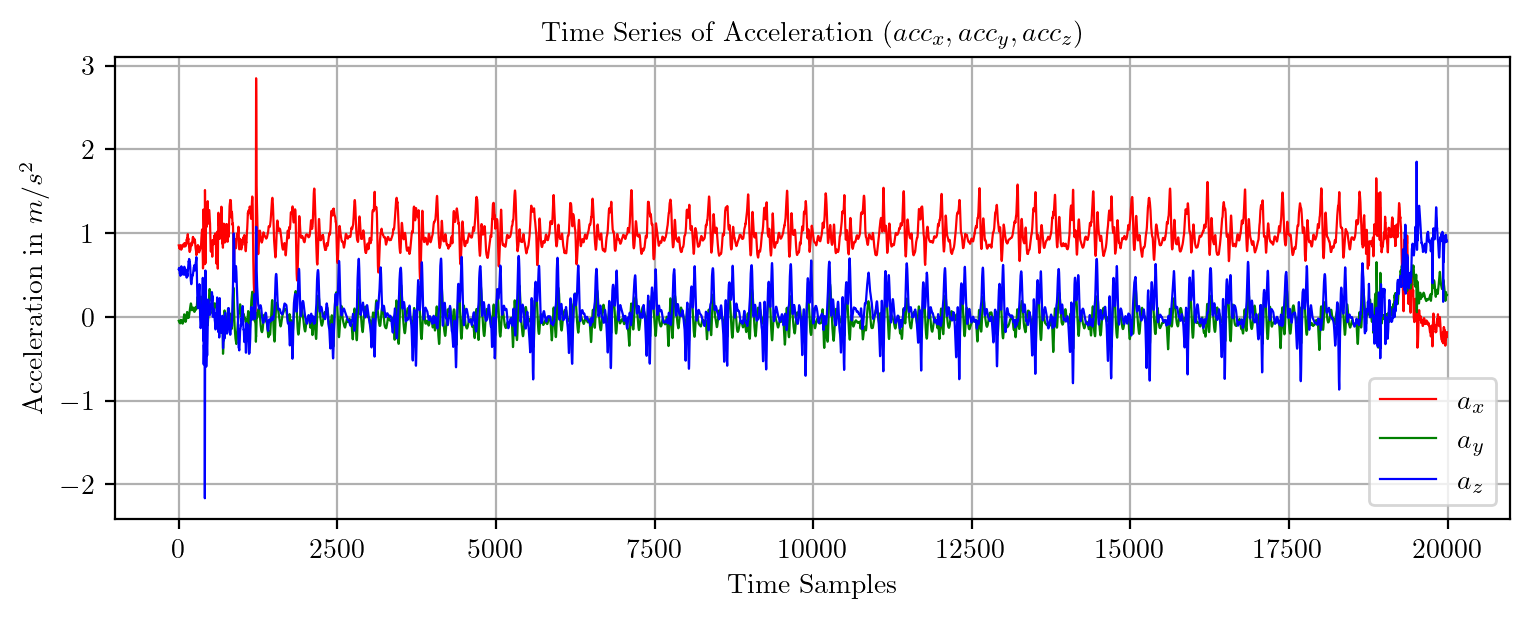 Time Series of Acceleration (acc_x, acc_y, acc_z)
Acceleration in m/s²
3
2
1
0
−1
−2
0 2500 5000 7500 10000 12500 15000 17500 20000
Time Samples
a_x
a_y
a_z